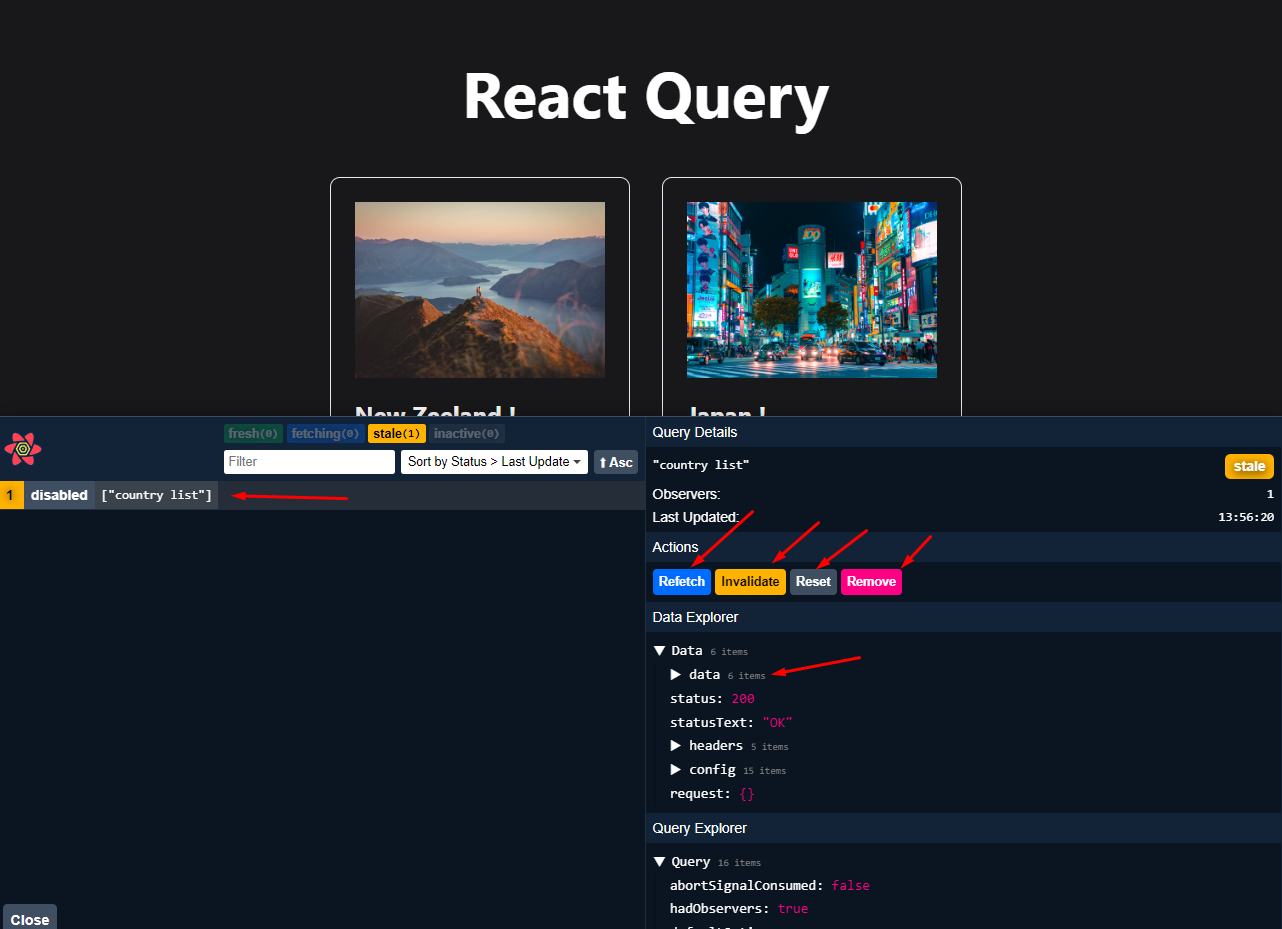 React Query
New Zeeland !
Japan !
fresh(0) fetching(0) stale(1) inactive(0)
Filter Sort by Status > Last Update ⬆ Asc
1 disabled ["country list"]
Close
Query Details
"country list" stale
Observers: 1
Last Updated: 13:56:20
Actions
Refetch Invalidate Reset Remove
Data Explorer
▼ Data 6 items
▶ data 6 items
status: 200
statusText: "OK"
▶ headers 5 items
▶ config 15 items
request: {}
Query Explorer
▼ Query 16 items
abortSignalConsumed: false
hadObservers: true